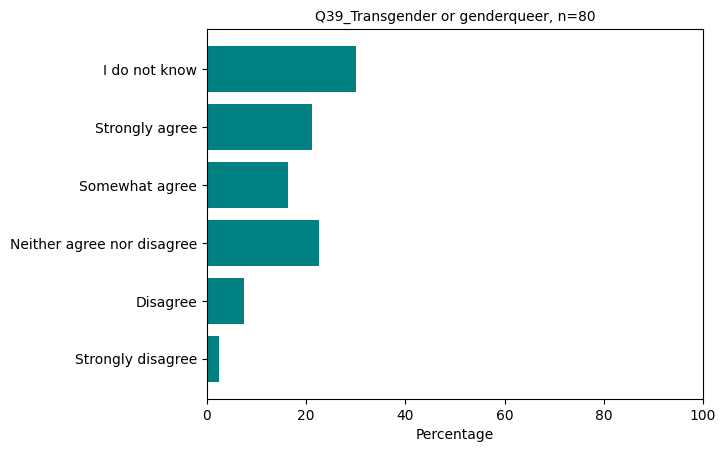 Q39_Transgender or genderqueer, n=80
I do not know
Strongly agree
Somewhat agree
Neither agree nor disagree
Disagree
Strongly disagree
0 20 40 60 80 100
Percentage